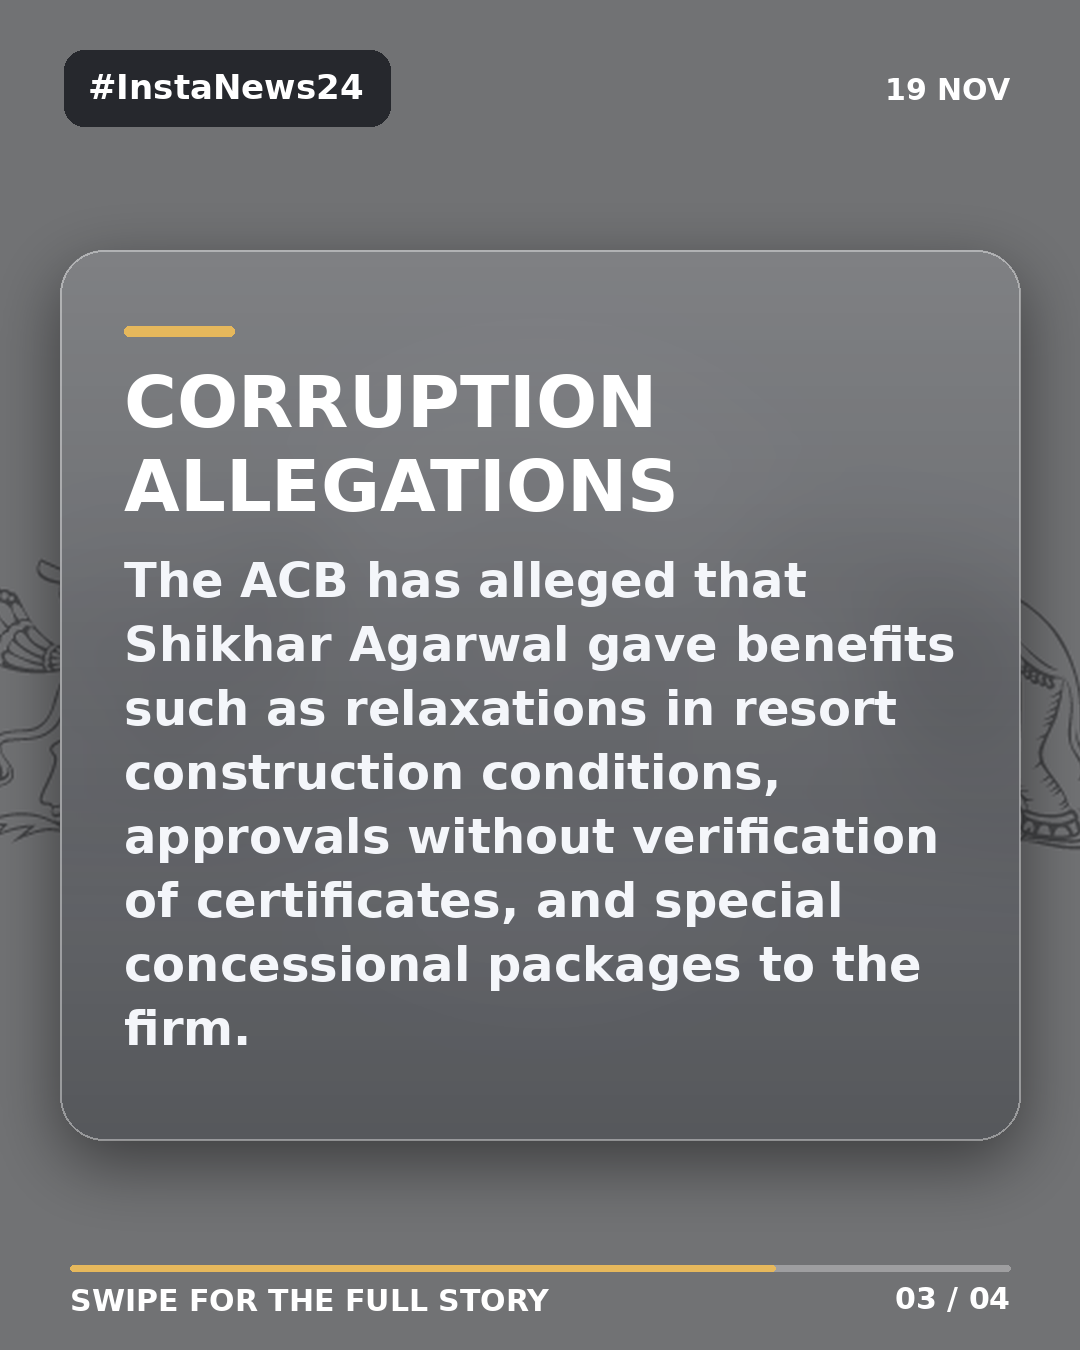 #InstaNews24
19 NOV
CORRUPTION
ALLEGATIONS
The ACB has alleged that
Shikhar Agarwal gave benefits
such as relaxations in resort
construction conditions,
approvals without verification
of certificates, and special
concessional packages to the
firm.
SWIPE FOR THE FULL STORY
03 / 04